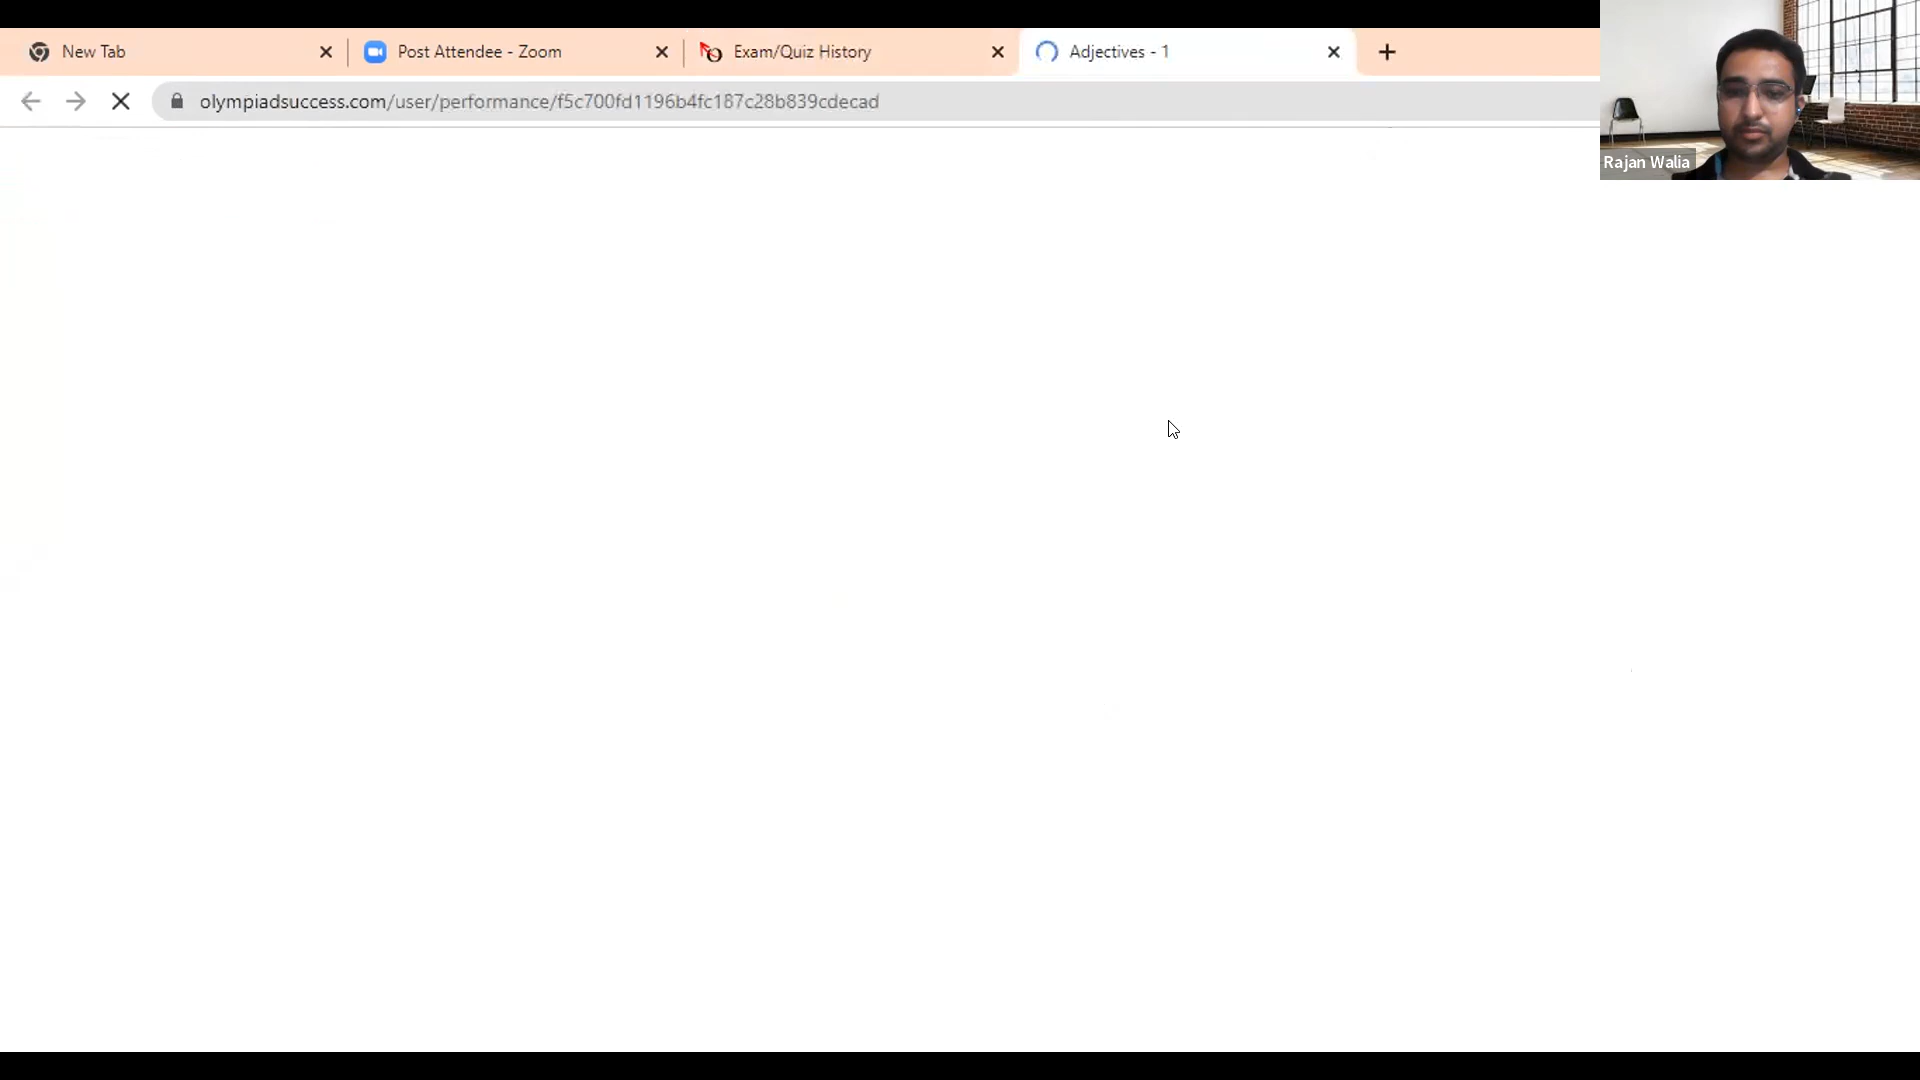 New Tab
Post Attendee - Zoom
Exam/Quiz History
Adjectives - 1
olympiadsuccess.com/user/performance/f5c700fd1196b4fc187c28b839cdecad
Rajan Walia